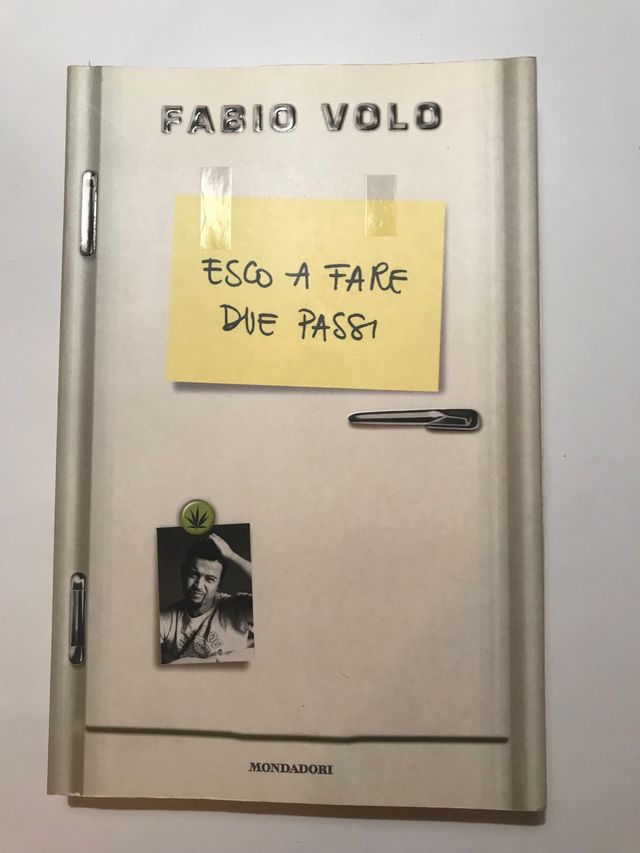 FABIO VOLO
ESCO A FARE
DUE PASSI
MONDADORI